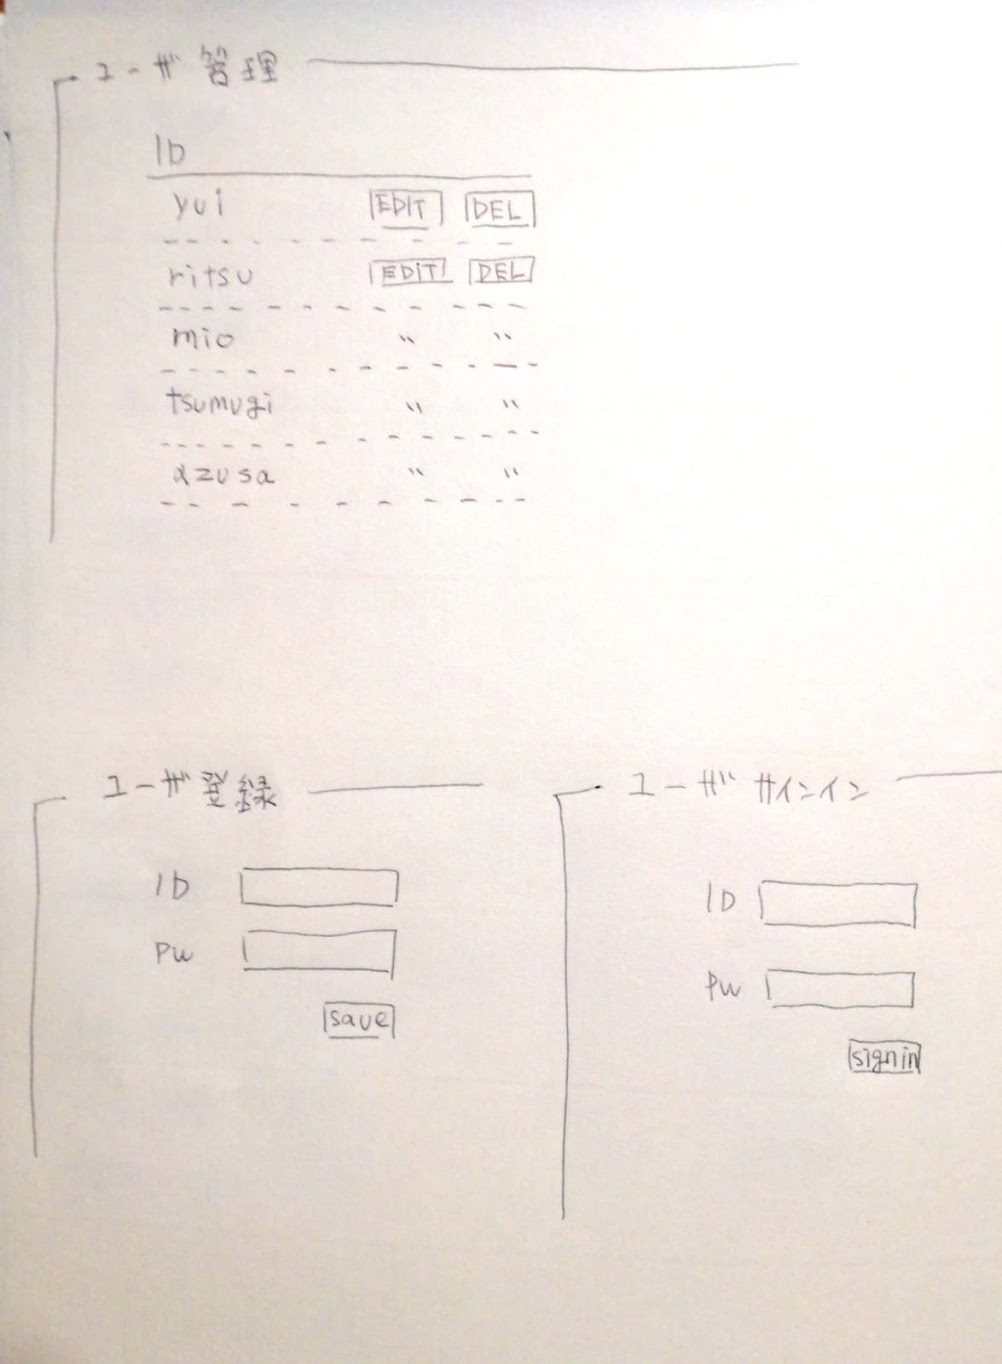 ユーザ管理
ID
yui EDIT DEL
ritsu EDIT DEL
mio 〃 〃
tsumugi 〃 〃
azusa 〃 〃
ユーザ登録
ID
PW
save
ユーザサインイン
ID
PW
signin